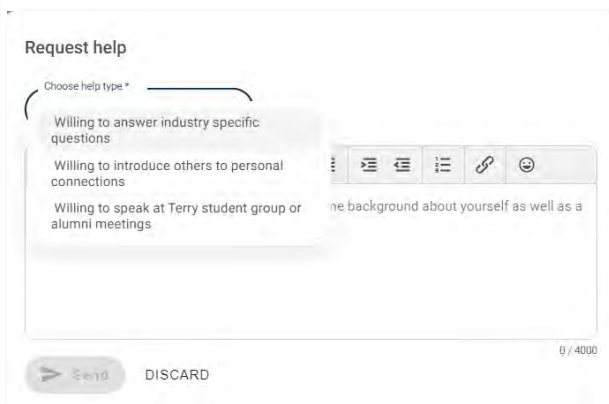 Request help
Choose help type *
Willing to answer industry specific
questions
Willing to introduce others to personal
connections
Willing to speak at Terry student group or
alumni meetings
me background about yourself as well as a
0 / 4000
Send DISCARD